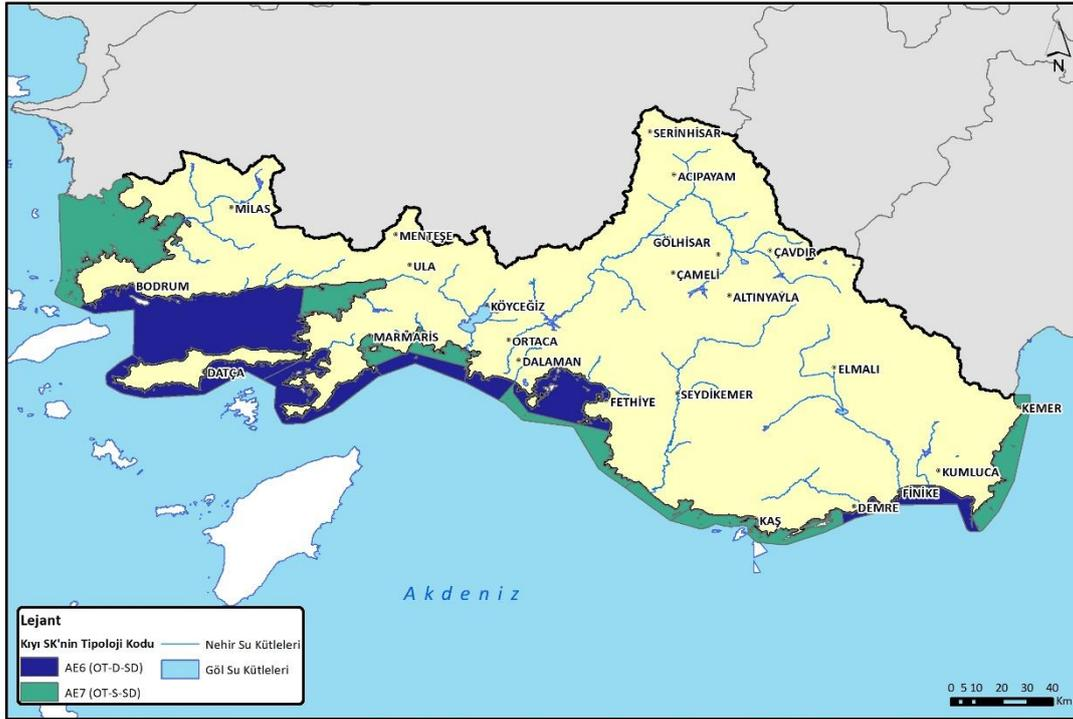 N
SERİNHİSAR
ACIPAYAM
MİLAS
MENTEŞE
GÖLHİSAR
ÇAVDIR
ULA
ÇAMELİ
BODRUM
ALTINYAYLA
KÖYCEĞİZ
MARMARİS
ORTACA
DALAMAN
DATÇA
ELMALI
FETHİYE
SEYDİKEMER
KEMER
KUMLUCA
FİNİKE
DEMRE
KAŞ
Akdeniz
Lejant
Kıyı SK'nin Tipoloji Kodu
Nehir Su Kütleleri
AE6 (OT-D-SD)
Göl Su Kütleleri
AE7 (OT-S-SD)
0 5 10 20 30 40
Km